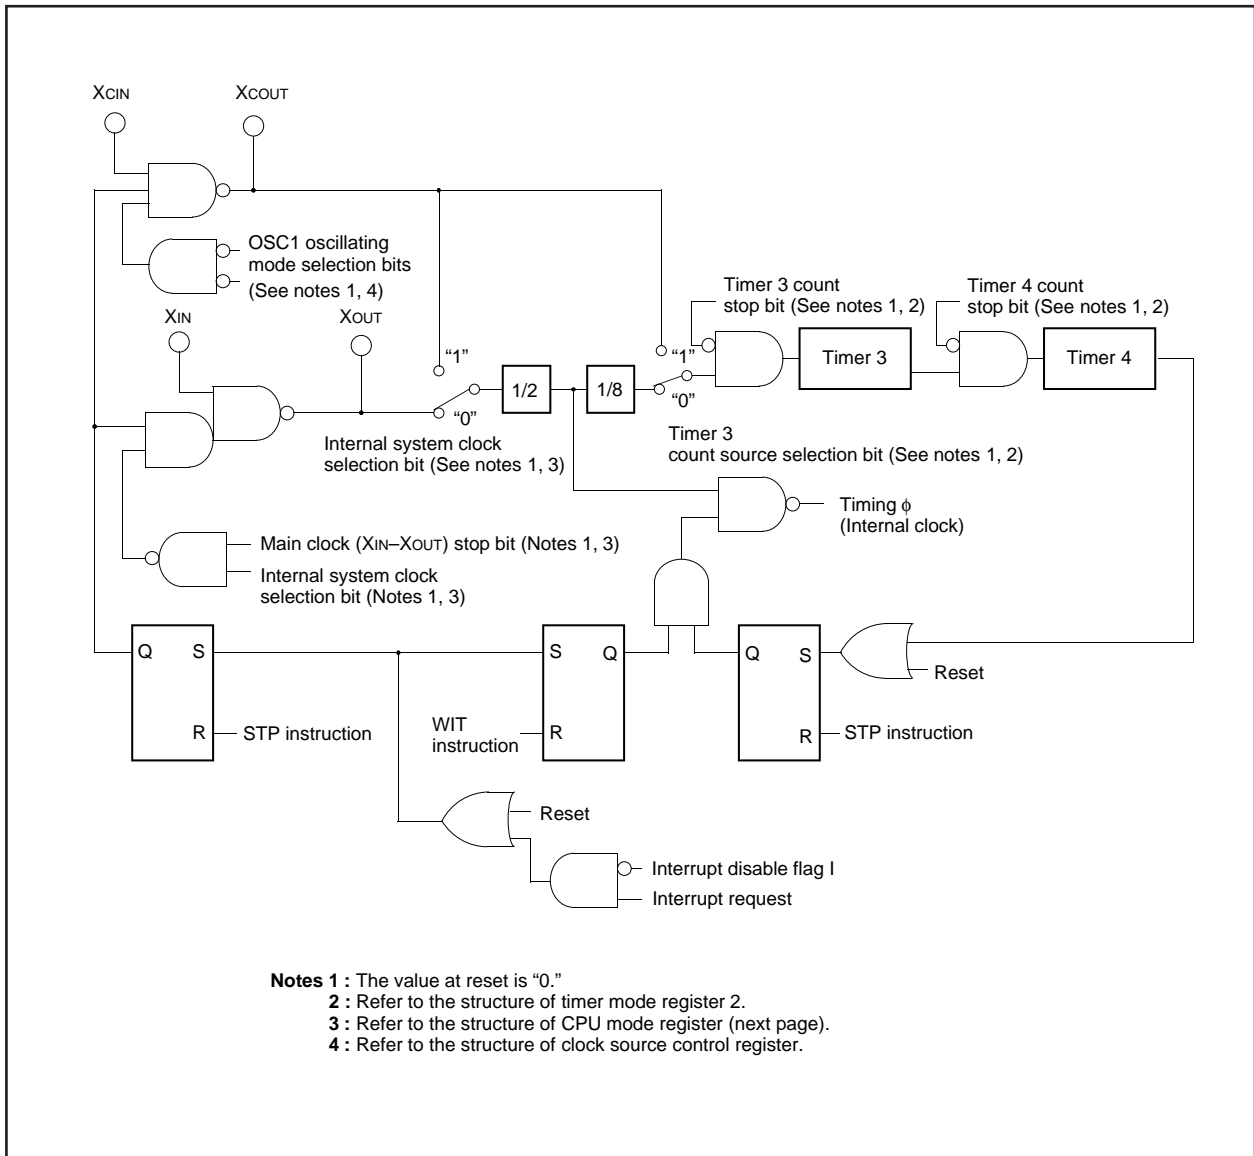 XCIN
XCOUT
OSC1 oscillating
mode selection bits
(See notes 1, 4)
XIN
XOUT
“1”
“0”
Internal system clock
selection bit (See notes 1, 3)
1/2
1/8
“1”
“0”
Timer 3
count source selection bit (See notes 1, 2)
Timer 3 count
stop bit (See notes 1, 2)
Timer 3
Timer 4 count
stop bit (See notes 1, 2)
Timer 4
Timing ϕ
(Internal clock)
Main clock (XIN–XOUT) stop bit (Notes 1, 3)
Internal system clock
selection bit (Notes 1, 3)
Q
S
R
STP instruction
S
Q
R
WIT
instruction
Q
S
R
Reset
STP instruction
Reset
Interrupt disable flag I
Interrupt request
Notes 1 : The value at reset is “0.”
2 : Refer to the structure of timer mode register 2.
3 : Refer to the structure of CPU mode register (next page).
4 : Refer to the structure of clock source control register.